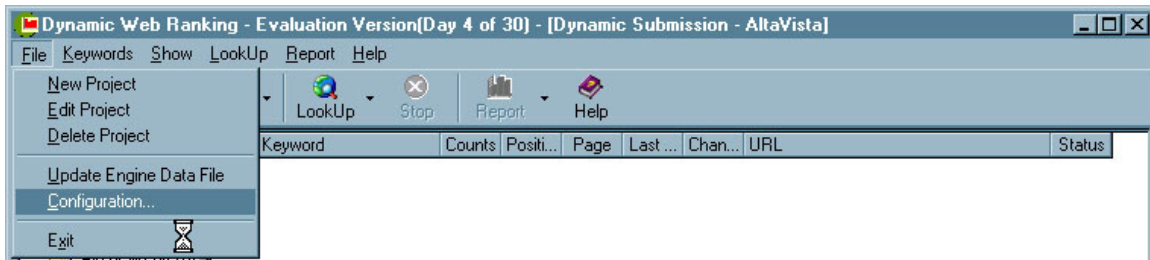 Dynamic Web Ranking - Evaluation Version(Day 4 of 30) - [Dynamic Submission - AltaVista]
File Keywords Show LookUp Report Help
New Project
Edit Project
Delete Project
Update Engine Data File
Configuration...
Exit
LookUp Stop Report Help
Keyword Counts Positi... Page Last ... Chan... URL Status